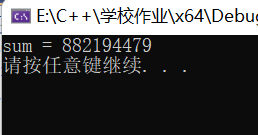 E:\C++\学校作业\x64\Debug
sum = 882194479
请按任意键继续. . .